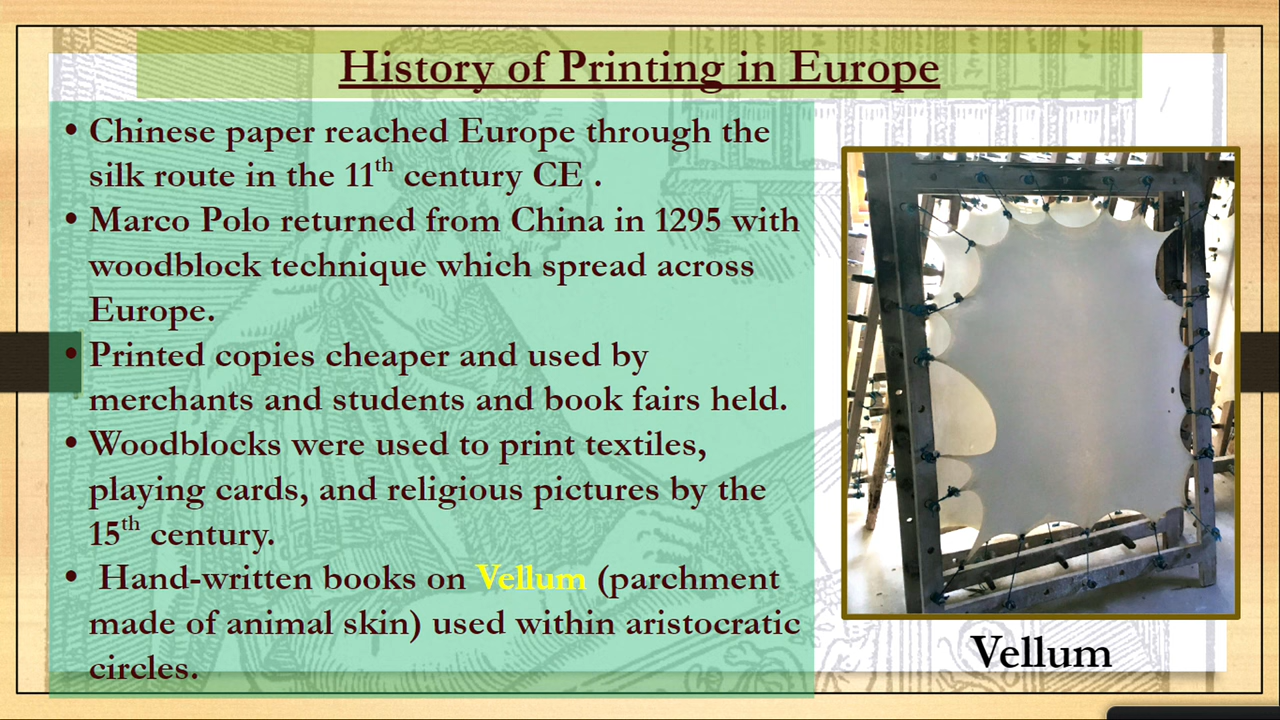 History of Printing in Europe
• Chinese paper reached Europe through the
silk route in the 11th century CE .
• Marco Polo returned from China in 1295 with
woodblock technique which spread across
Europe.
• Printed copies cheaper and used by
merchants and students and book fairs held.
• Woodblocks were used to print textiles,
playing cards, and religious pictures by the
15th century.
• Hand-written books on Vellum (parchment
made of animal skin) used within aristocratic
circles.
Vellum